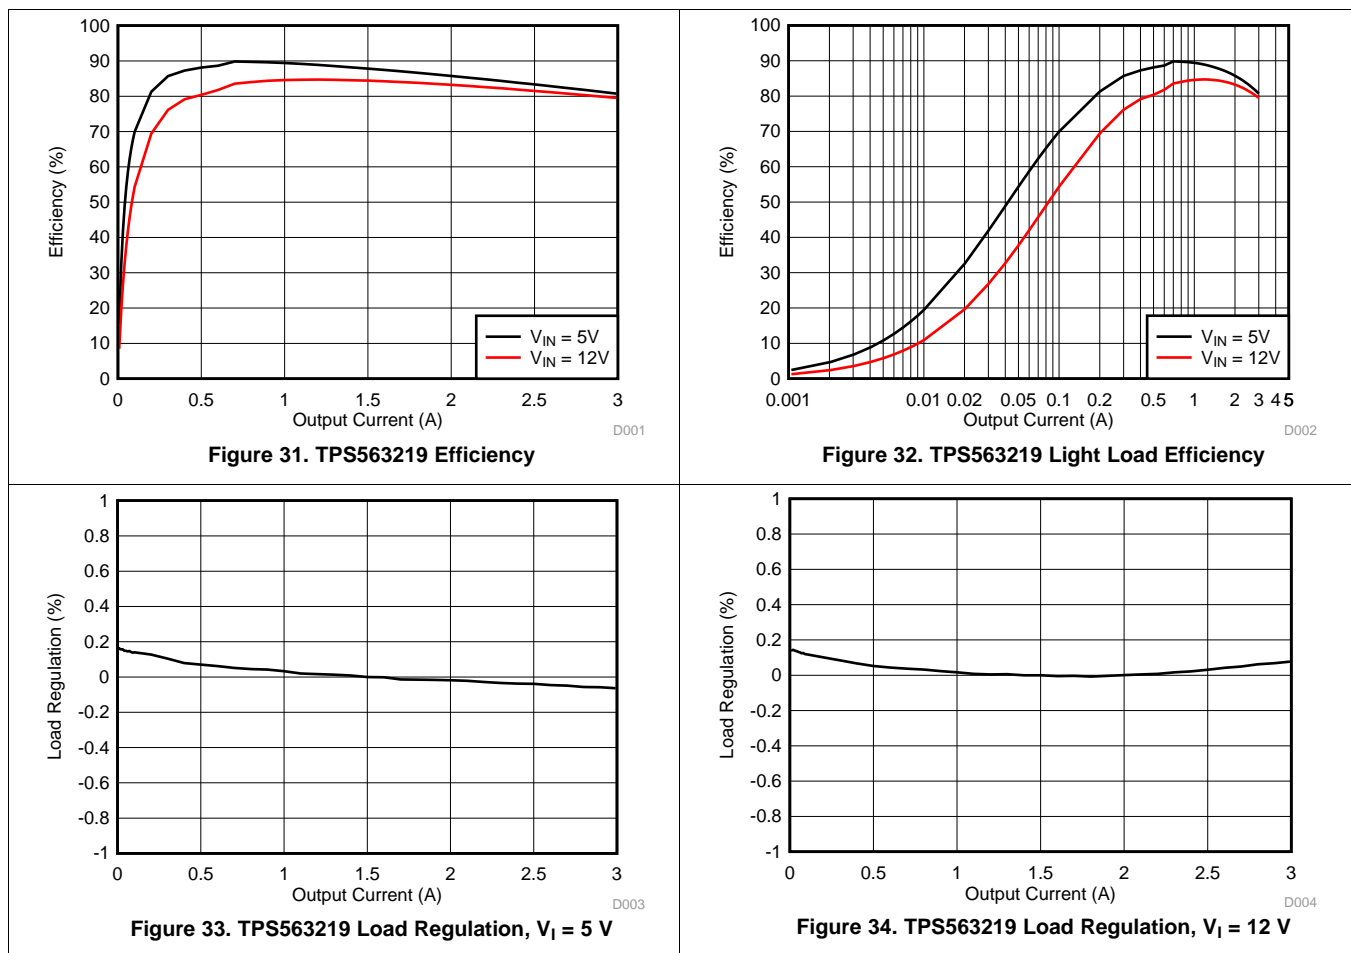 100
90
80
70
60
50
40
30
20
10
0
Efficiency (%)
V_IN = 5V
V_IN = 12V
0 0.5 1 1.5 2 2.5 3
Output Current (A)
D001
Figure 31. TPS563219 Efficiency
100
90
80
70
60
50
40
30
20
10
0
Efficiency (%)
V_IN = 5V
V_IN = 12V
0.001 0.01 0.02 0.05 0.1 0.2 0.5 1 2 3 4 5
Output Current (A)
D002
Figure 32. TPS563219 Light Load Efficiency
1
0.8
0.6
0.4
0.2
0
-0.2
-0.4
-0.6
-0.8
-1
Load Regulation (%)
0 0.5 1 1.5 2 2.5 3
Output Current (A)
D003
Figure 33. TPS563219 Load Regulation, V_I = 5 V
1
0.8
0.6
0.4
0.2
0
-0.2
-0.4
-0.6
-0.8
-1
Load Regulation (%)
0 0.5 1 1.5 2 2.5 3
Output Current (A)
D004
Figure 34. TPS563219 Load Regulation, V_I = 12 V